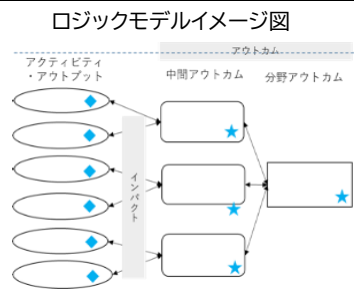 ロジックモデルイメージ図
アウトカム
アクティビティ
・アウトプット
中間アウトカム
分野アウトカム
インパクト